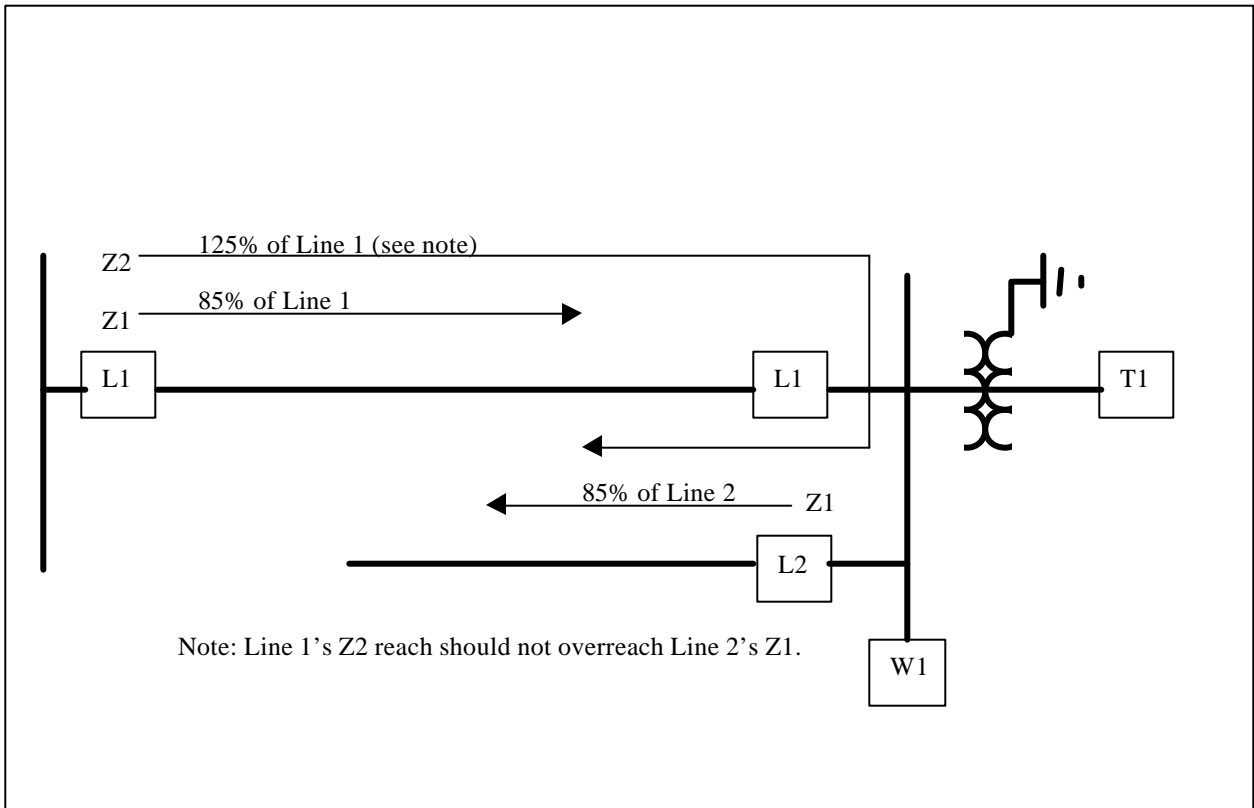 125% of Line 1 (see note)
Z2
85% of Line 1
Z1
L1
L1
T1
85% of Line 2
Z1
L2
Note: Line 1’s Z2 reach should not overreach Line 2’s Z1.
W1